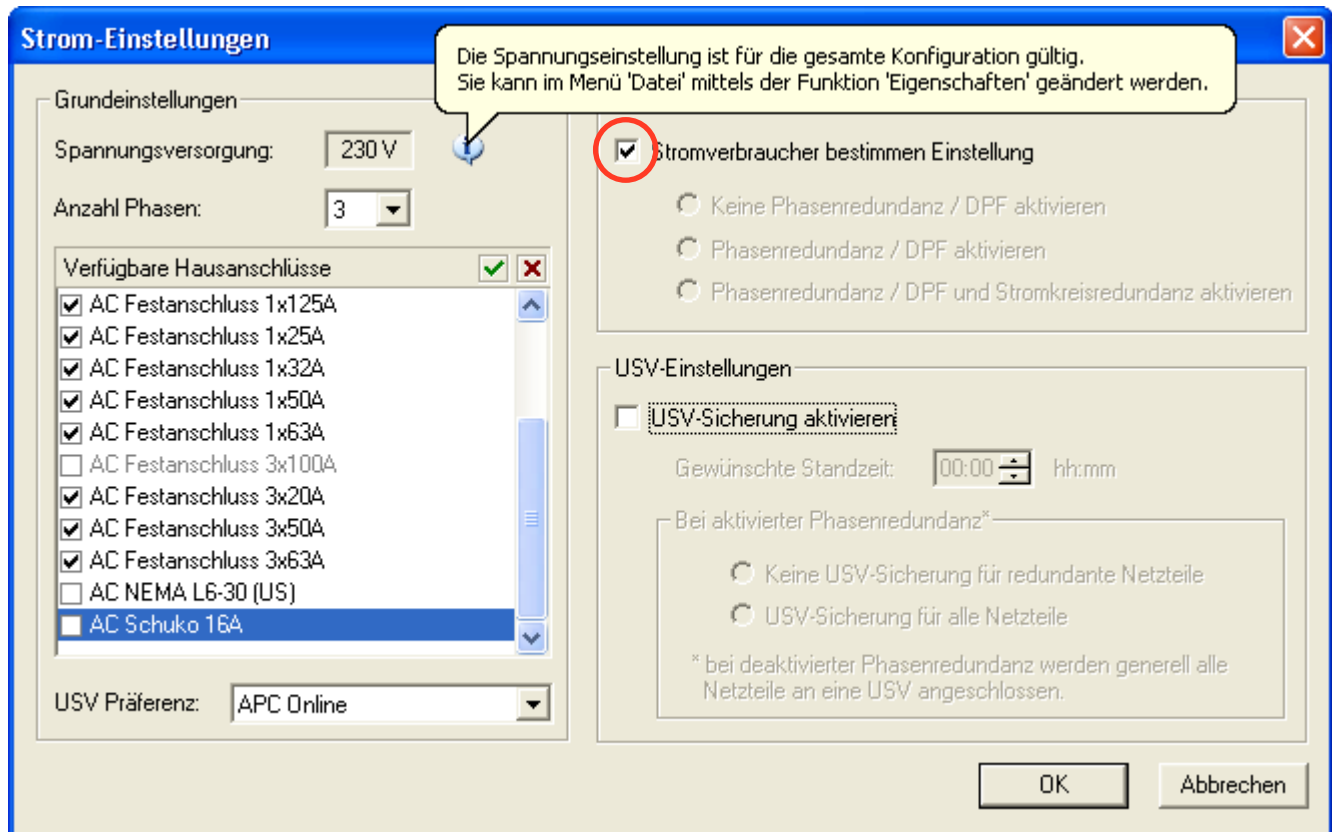 Strom-Einstellungen
Die Spannungseinstellung ist für die gesamte Konfiguration gültig.
Sie kann im Menü 'Datei' mittels der Funktion 'Eigenschaften' geändert werden.
Grundeinstellungen
Spannungsversorgung: 230 V
Anzahl Phasen: 3
Verfügbare Hausanschlüsse
AC Festanschluss 1x125A
AC Festanschluss 1x25A
AC Festanschluss 1x32A
AC Festanschluss 1x50A
AC Festanschluss 1x63A
AC Festanschluss 3x100A
AC Festanschluss 3x20A
AC Festanschluss 3x50A
AC Festanschluss 3x63A
AC NEMA L6-30 (US)
AC Schuko 16A
USV Präferenz: APC Online
Stromverbraucher bestimmen Einstellung
Keine Phasenredundanz / DPF aktivieren
Phasenredundanz / DPF aktivieren
Phasenredundanz / DPF und Stromkreisredundanz aktivieren
USV-Einstellungen
USV-Sicherung aktivieren
Gewünschte Standzeit: 00:00 hh:mm
Bei aktivierter Phasenredundanz*
Keine USV-Sicherung für redundante Netzteile
USV-Sicherung für alle Netzteile
* bei deaktivierter Phasenredundanz werden generell alle
Netzteile an eine USV angeschlossen.
OK
Abbrechen